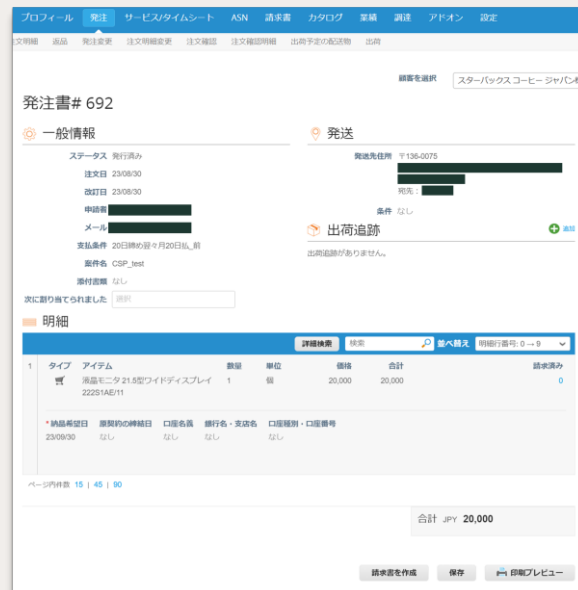 プロフィール 発注 サービス/タイムシート ASN 請求書 カタログ 業績 調達 アドオン 設定
注文明細 返品 発注変更 注文明細変更 注文確認 注文確認明細 出荷予定の配送物 出荷
顧客を選択 スターバックス コーヒー ジャパン株
発注書# 692
一般情報
ステータス 発行済み
注文日 23/08/30
改訂日 23/08/30
申請書
メール
支払条件 20日締め翌々月20日払_前
案件名 CSP_test
添付書類 なし
次に割り当てられました 選択
発送
発送先住所 〒136-0075
宛先：
条件 なし
出荷追跡 追加
出荷追跡がありません。
明細
詳細検索 検索 並べ替え 明細行番号: 0 → 9
1 タイプ アイテム 数量 単位 価格 合計 請求済み
液晶モニタ 21.5型ワイドディスプレイ 1 個 20,000 20,000 0
222S1AE/11
* 納品希望日 原契約の締結日 口座名義 銀行名・支店名 口座種別・口座番号
23/09/30 なし なし なし なし
ページ内件数 15 | 45 | 90
合計 JPY 20,000
請求書を作成 保存 印刷プレビュー